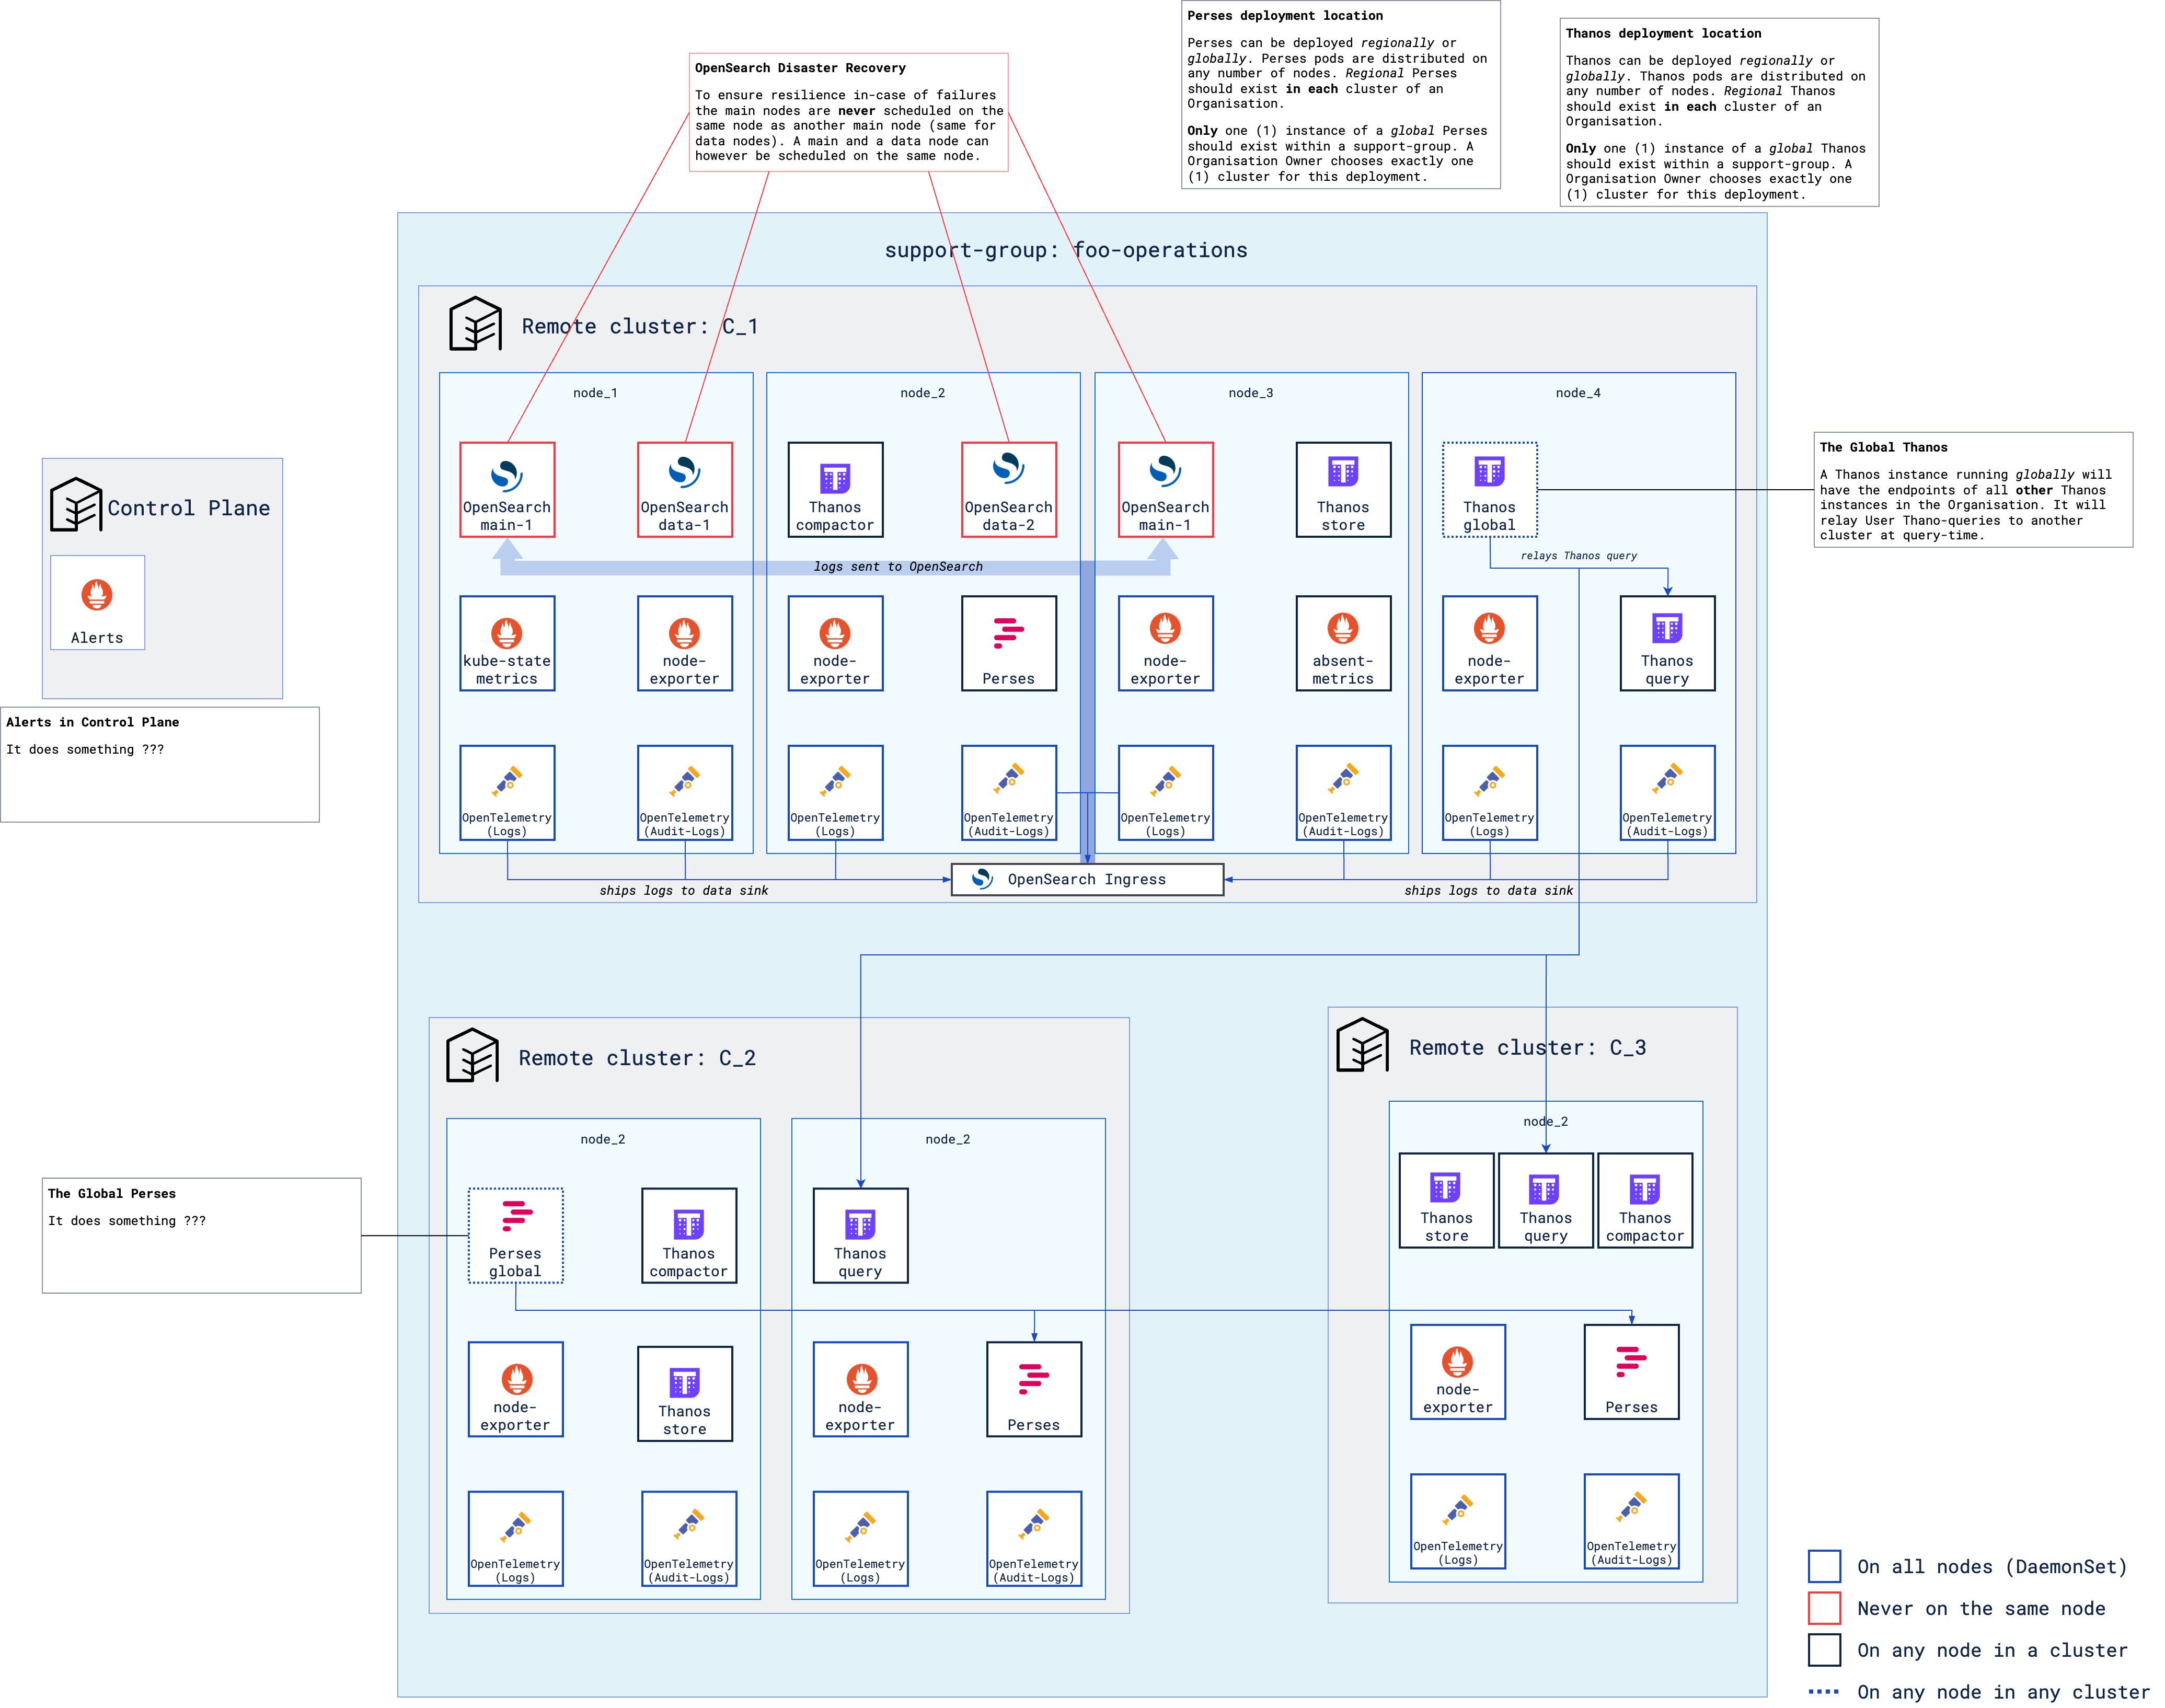 Perses deployment location
Perses can be deployed regionally or
globally. Perses pods are distributed on
any number of nodes. Regional Perses
should exist in each cluster of an
Organisation.
Only one (1) instance of a global Perses
should exist within a support-group. A
Organisation Owner chooses exactly one
(1) cluster for this deployment.
Thanos deployment location
Thanos can be deployed regionally or
globally. Thanos pods are distributed on
any number of nodes. Regional Thanos
should exist in each cluster of an
Organisation.
Only one (1) instance of a global Thanos
should exist within a support-group. A
Organisation Owner chooses exactly one
(1) cluster for this deployment.
OpenSearch Disaster Recovery
To ensure resilience in-case of failures
the main nodes are never scheduled on the
same node as another main node (same for
data nodes). A main and a data node can
however be scheduled on the same node.
support-group: foo-operations
Remote cluster: C_1
node_1
node_2
node_3
node_4
OpenSearch
main-1
OpenSearch
data-1
Thanos
compactor
OpenSearch
data-2
OpenSearch
main-1
Thanos
store
Thanos
global
The Global Thanos
A Thanos instance running globally will
have the endpoints of all other Thanos
instances in the Organisation. It will
relay User Thano-queries to another
cluster at query-time.
Control Plane
Alerts
Alerts in Control Plane
It does something ???
logs sent to OpenSearch
relays Thanos query
kube-state
metrics
node-
exporter
node-
exporter
Perses
node-
exporter
absent-
metrics
node-
exporter
Thanos
query
OpenTelemetry
(Logs)
OpenTelemetry
(Audit-Logs)
OpenTelemetry
(Logs)
OpenTelemetry
(Audit-Logs)
OpenTelemetry
(Logs)
OpenTelemetry
(Audit-Logs)
OpenTelemetry
(Logs)
OpenTelemetry
(Audit-Logs)
OpenSearch Ingress
ships logs to data sink
ships logs to data sink
Remote cluster: C_2
node_2
node_2
Perses
global
Thanos
compactor
Thanos
query
The Global Perses
It does something ???
node-
exporter
Thanos
store
node-
exporter
Perses
OpenTelemetry
(Logs)
OpenTelemetry
(Audit-Logs)
OpenTelemetry
(Logs)
OpenTelemetry
(Audit-Logs)
Remote cluster: C_3
node_2
Thanos
store
Thanos
query
Thanos
compactor
node-
exporter
Perses
OpenTelemetry
(Logs)
OpenTelemetry
(Audit-Logs)
On all nodes (DaemonSet)
Never on the same node
On any node in a cluster
On any node in any cluster